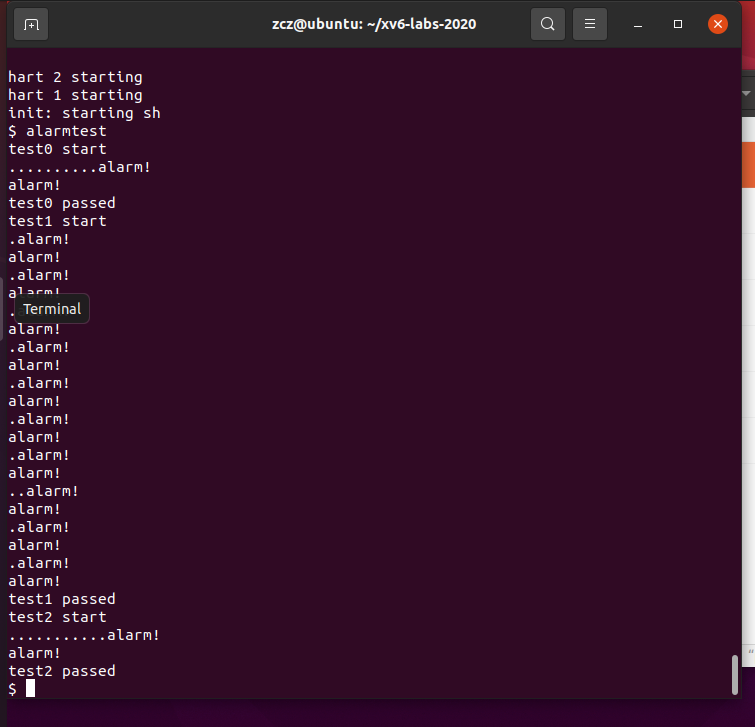 zcz@ubuntu: ~/xv6-labs-2020
hart 2 starting
hart 1 starting
init: starting sh
$ alarmtest
test0 start
..........alarm!
alarm!
test0 passed
test1 start
.alarm!
alarm!
.alarm!
alarm!
.
Terminal
alarm!
.alarm!
alarm!
.alarm!
alarm!
.alarm!
alarm!
.alarm!
alarm!
..alarm!
alarm!
.alarm!
alarm!
.alarm!
alarm!
test1 passed
test2 start
...........alarm!
alarm!
test2 passed
$